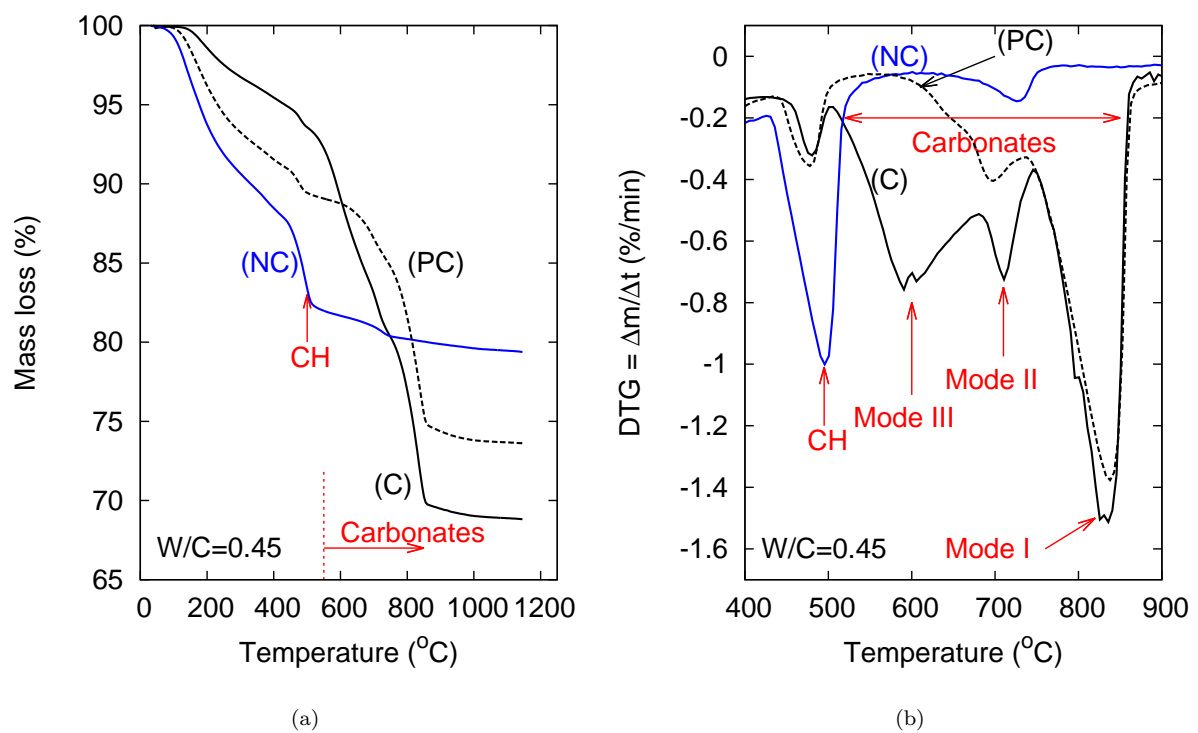 100
95
90
85
80
75
70
65
0 200 400 600 800 1000 1200
Mass loss (%)
Temperature (°C)
(NC)
(PC)
CH
(C)
Carbonates
W/C=0.45
(a)
0
-0.2
-0.4
-0.6
-0.8
-1
-1.2
-1.4
-1.6
400 500 600 700 800 900
DTG = Δm/Δt (%/min)
Temperature (°C)
(NC)
(PC)
Carbonates
(C)
Mode II
Mode III
CH
Mode I
W/C=0.45
(b)